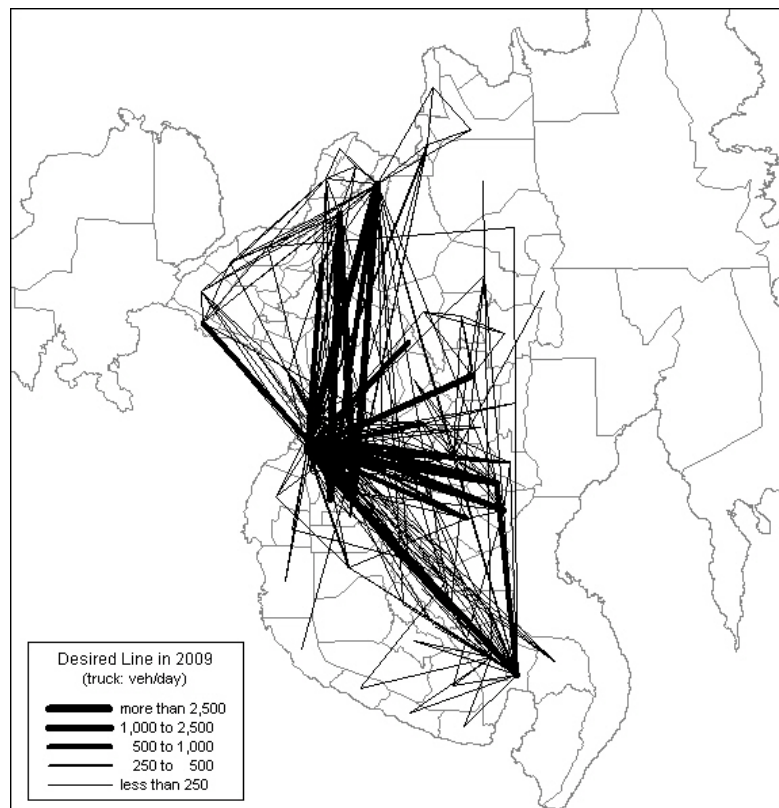 Desired Line in 2009
(truck: veh/day)
more than 2,500
1,000 to 2,500
500 to 1,000
250 to 500
less than 250